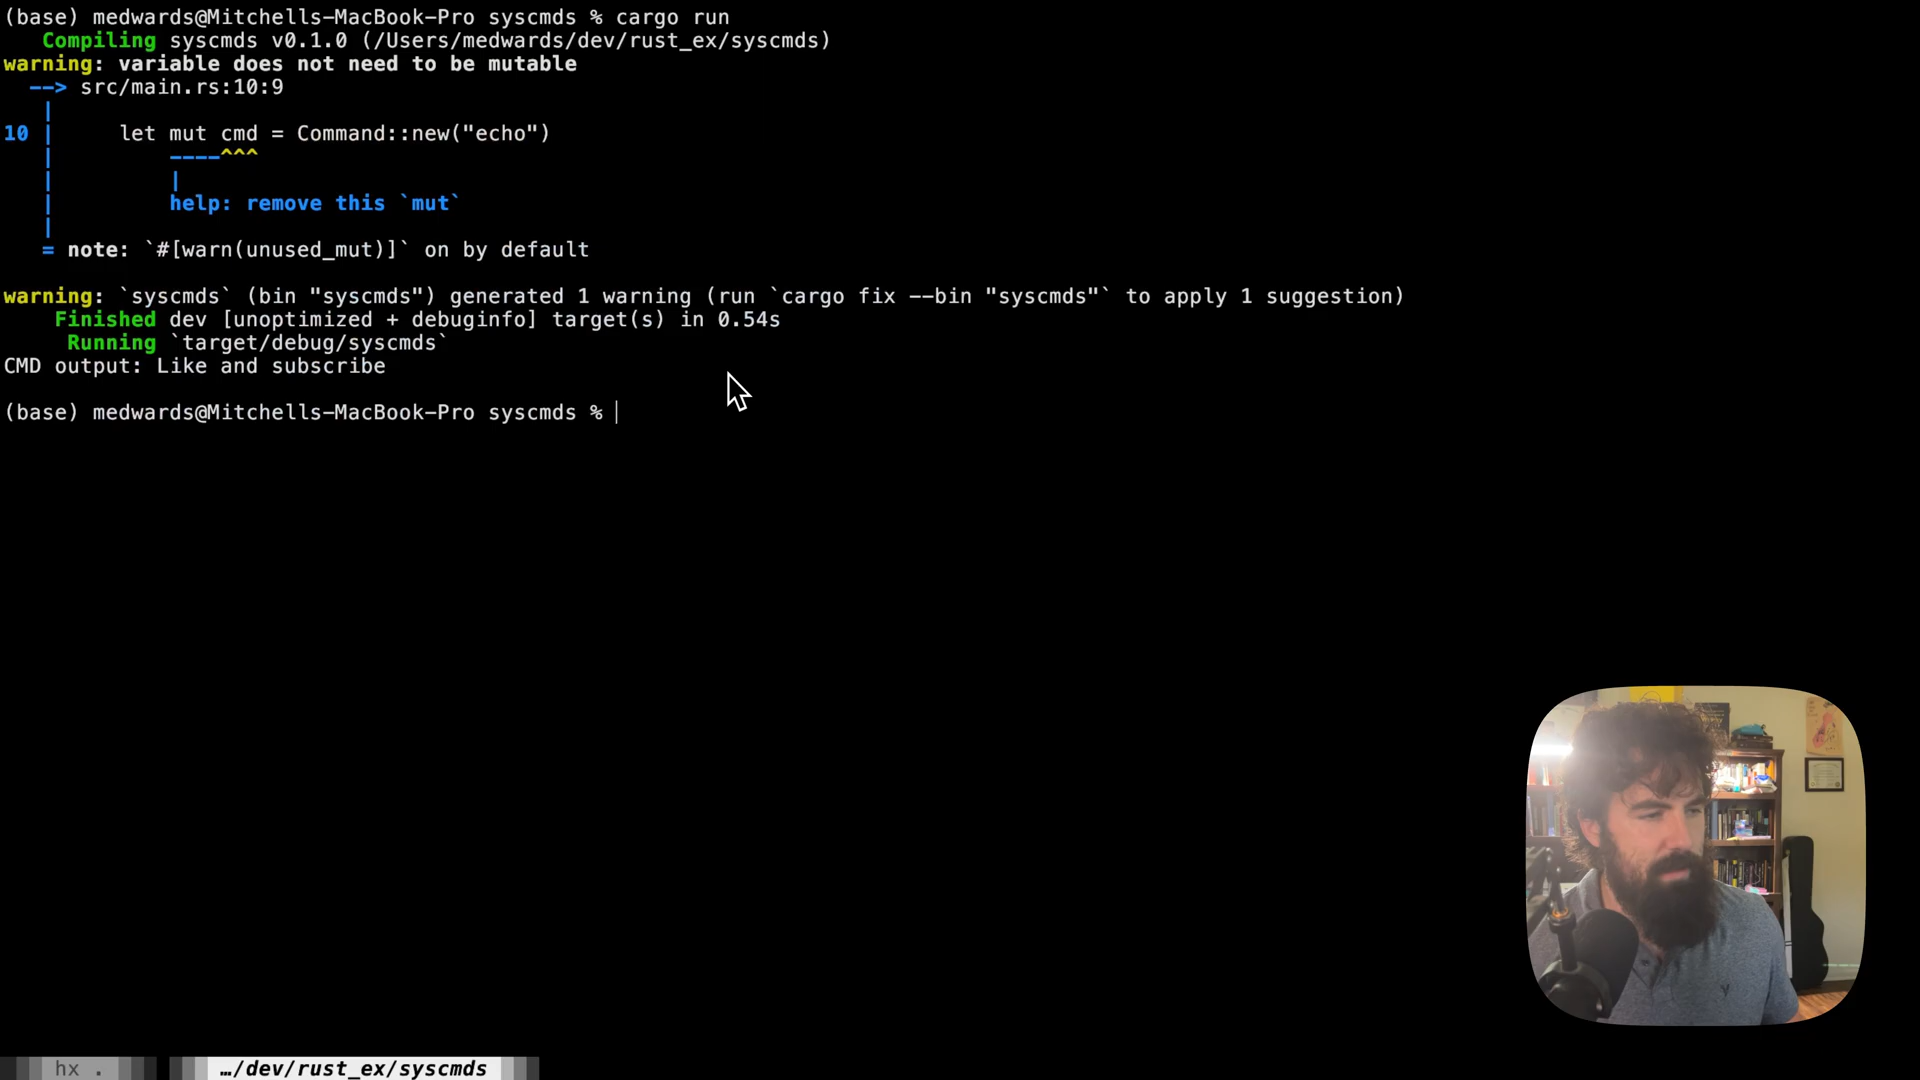 (base) medwards@Mitchells-MacBook-Pro syscmds % cargo run
   Compiling syscmds v0.1.0 (/Users/medwards/dev/rust_ex/syscmds)
warning: variable does not need to be mutable
  --> src/main.rs:10:9
   |
10 |     let mut cmd = Command::new("echo")
   |         ----^^^
   |         |
   |         help: remove this `mut`
   |
   = note: `#[warn(unused_mut)]` on by default
warning: `syscmds` (bin "syscmds") generated 1 warning (run `cargo fix --bin "syscmds"` to apply 1 suggestion)
    Finished dev [unoptimized + debuginfo] target(s) in 0.54s
     Running `target/debug/syscmds`
CMD output: Like and subscribe
(base) medwards@Mitchells-MacBook-Pro syscmds %
hx . …/dev/rust_ex/syscmds